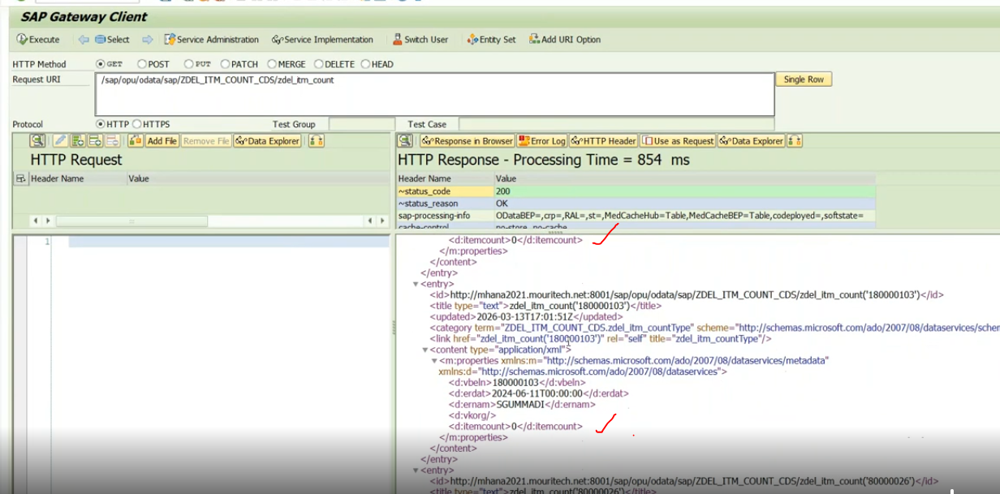 SAP Gateway Client
Execute Select Service Administration Service Implementation Switch User Entity Set Add URI Option
HTTP Method GET POST PUT PATCH MERGE DELETE HEAD
Request URI /sap/opu/odata/sap/ZDEL_ITM_COUNT_CDS/zdel_itm_count Single Row
Protocol HTTP HTTPS Test Group Test Case
Add File Remove File Data Explorer Response in Browser Error Log HTTP Header Use as Request Data Explorer
HTTP Request
HTTP Response - Processing Time = 854 ms
Header Name Value
Header Name Value
~status_code 200
~status_reason OK
sap-processing-info ODataBEP=,crp=,RAL=,st=,MedCacheHub=Table,MedCacheBEP=Table,codeployed=,softstate=
cache-control no-store, no-cache
1
<d:itemcount>0</d:itemcount>
</m:properties>
</content>
</entry>
<entry>
<id>http://mhana2021.mouritech.net:8001/sap/opu/odata/sap/ZDEL_ITM_COUNT_CDS/zdel_itm_count('180000103')</id>
<title type="text">zdel_itm_count('180000103')</title>
<updated>2026-03-13T17:01:51Z</updated>
<category term="ZDEL_ITM_COUNT_CDS.zdel_itm_countType" scheme="http://schemas.microsoft.com/ado/2007/08/dataservices/schem
<link href="zdel_itm_count('180000103')" rel="self" title="zdel_itm_countType"/>
<content type="application/xml">
<m:properties xmlns:m="http://schemas.microsoft.com/ado/2007/08/dataservices/metadata"
xmlns:d="http://schemas.microsoft.com/ado/2007/08/dataservices">
<d:vbeln>180000103</d:vbeln>
<d:erdat>2024-06-11T00:00:00</d:erdat>
<d:ernam>SGUMMADI</d:ernam>
<d:vkorg/>
<d:itemcount>0</d:itemcount>
</m:properties>
</content>
</entry>
<entry>
<id>http://mhana2021.mouritech.net:8001/sap/opu/odata/sap/ZDEL_ITM_COUNT_CDS/zdel_itm_count('80000026')</id>
<title type="text">zdel_itm_count('80000026')</title>